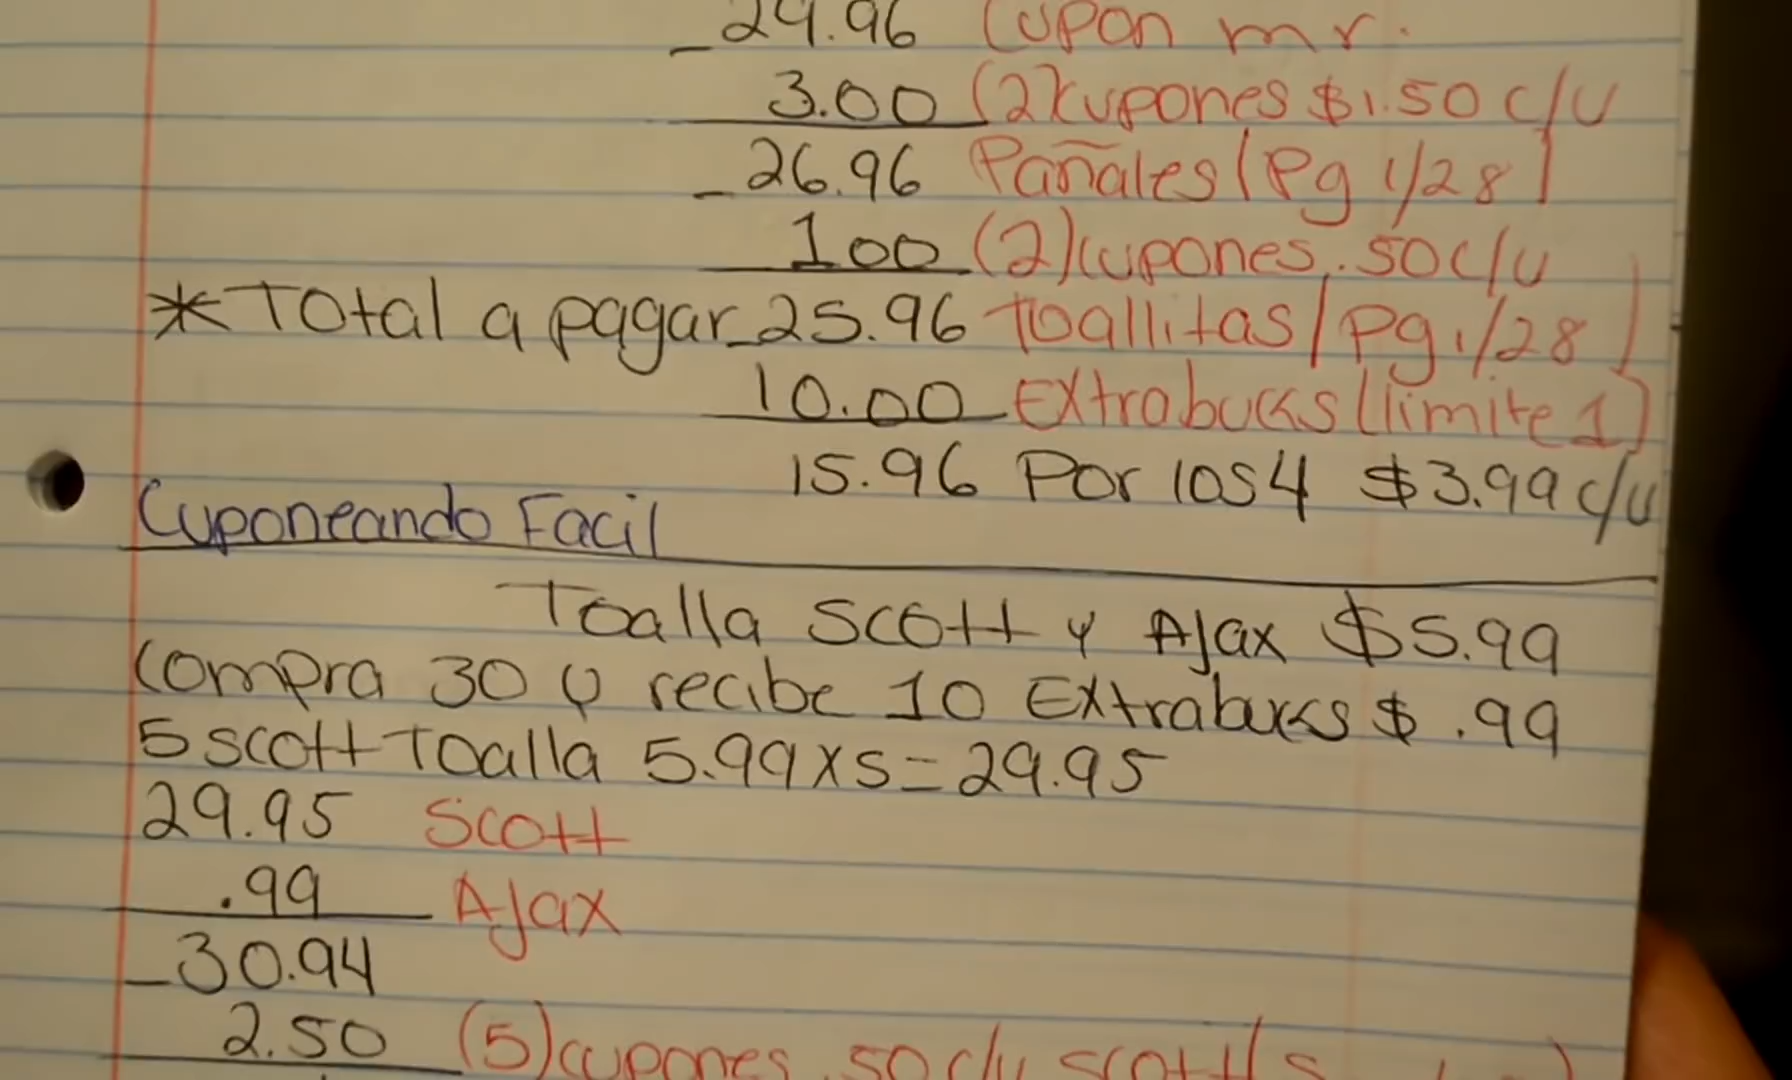 29.96 Cupon mr.
3.00 (2)cupones $1.50 c/u
26.96 Pañales (Pg 1/28)
100 (2)cupones .50 c/u
*Total a pagar 25.96 Toallitas (Pg 1/28)
10.00 Extrabucks (limite 1)
15.96 Por los 4 $3.99 c/u
Cuponeando Facil
Toalla Scott y Ajax $5.99
Compra 30 y recibe 10 Extrabucks $ .99
5 scott Toalla 5.99 x 5 = 29.95
29.95 Scott
.99 Ajax
-30.94
2.50 (5)cupones .50 c/u scott